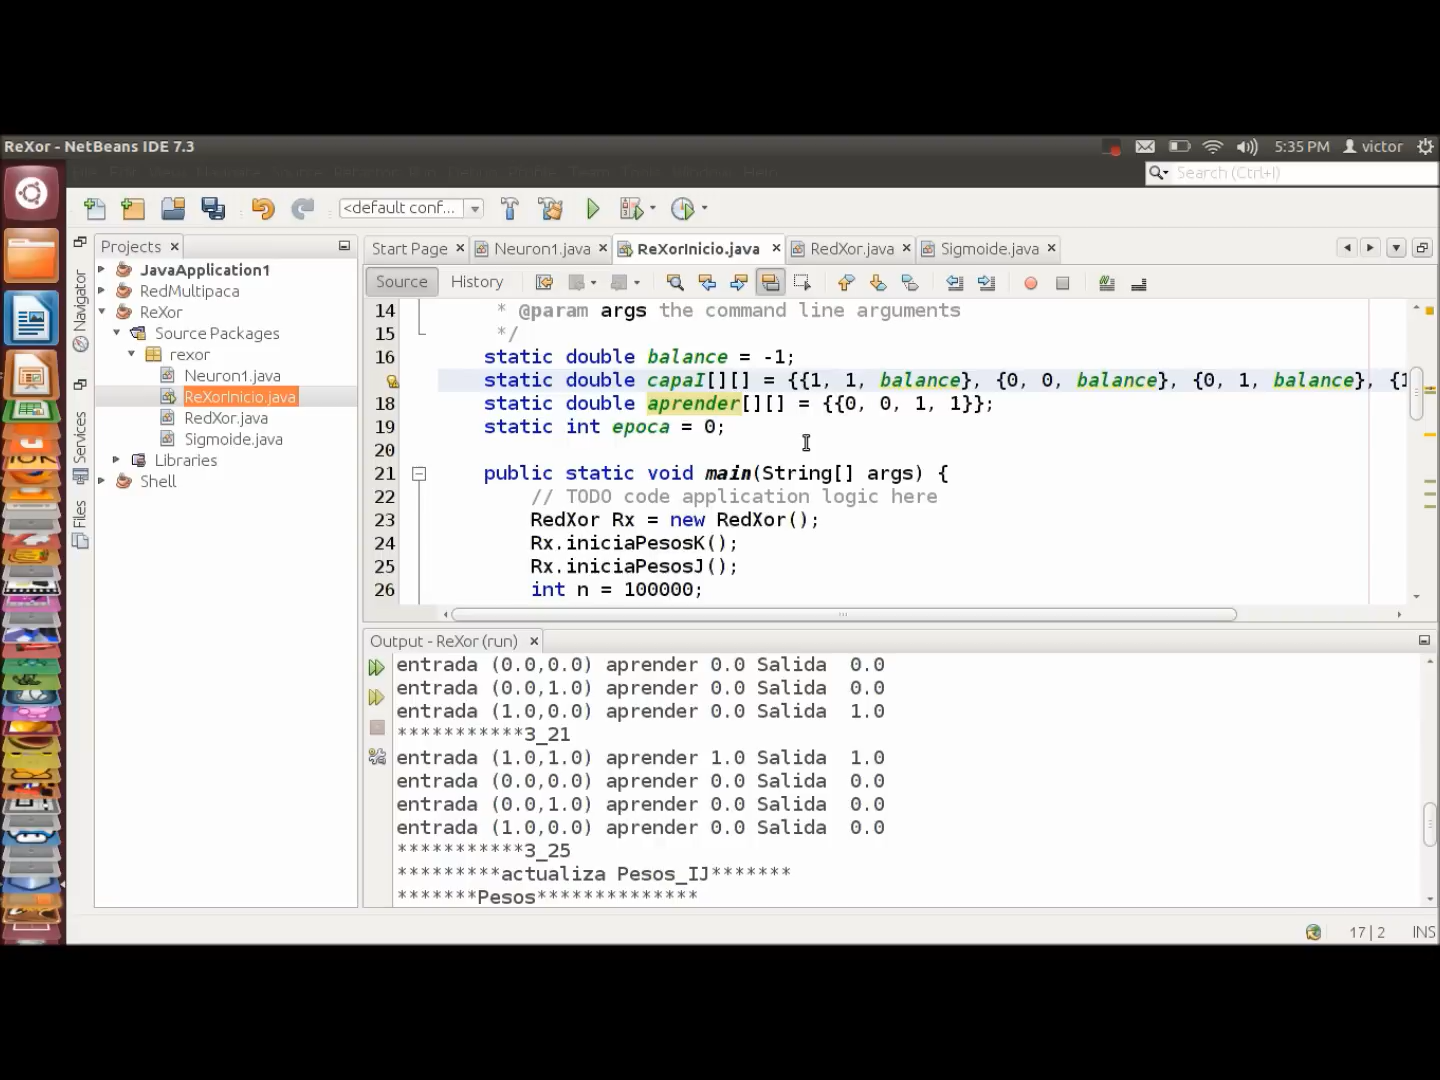 ReXor - NetBeans IDE 7.3
5:35 PM
victor
Search (Ctrl+I)
<default conf...
Projects
Start Page
Neuron1.java
ReXorInicio.java
RedXor.java
Sigmoide.java
Source
History
Navigator
Services
Files
JavaApplication1
RedMultipaca
ReXor
Source Packages
rexor
Neuron1.java
ReXorInicio.java
RedXor.java
Sigmoide.java
Libraries
Shell
14 * @param args the command line arguments
15 */
16 static double balance = -1;
static double capaI[][] = {{1, 1, balance}, {0, 0, balance}, {0, 1, balance}, {1
18 static double aprender[][] = {{0, 0, 1, 1}};
19 static int epoca = 0;
20
21 public static void main(String[] args) {
22 // TODO code application logic here
23 RedXor Rx = new RedXor();
24 Rx.iniciaPesosK();
25 Rx.iniciaPesosJ();
26 int n = 100000;
Output - ReXor (run)
entrada (0.0,0.0) aprender 0.0 Salida 0.0
entrada (0.0,1.0) aprender 0.0 Salida 0.0
entrada (1.0,0.0) aprender 0.0 Salida 1.0
***********3_21
entrada (1.0,1.0) aprender 1.0 Salida 1.0
entrada (0.0,0.0) aprender 0.0 Salida 0.0
entrada (0.0,1.0) aprender 0.0 Salida 0.0
entrada (1.0,0.0) aprender 0.0 Salida 0.0
***********3_25
*********actualiza Pesos_IJ*******
*******Pesos**************
17|2 INS